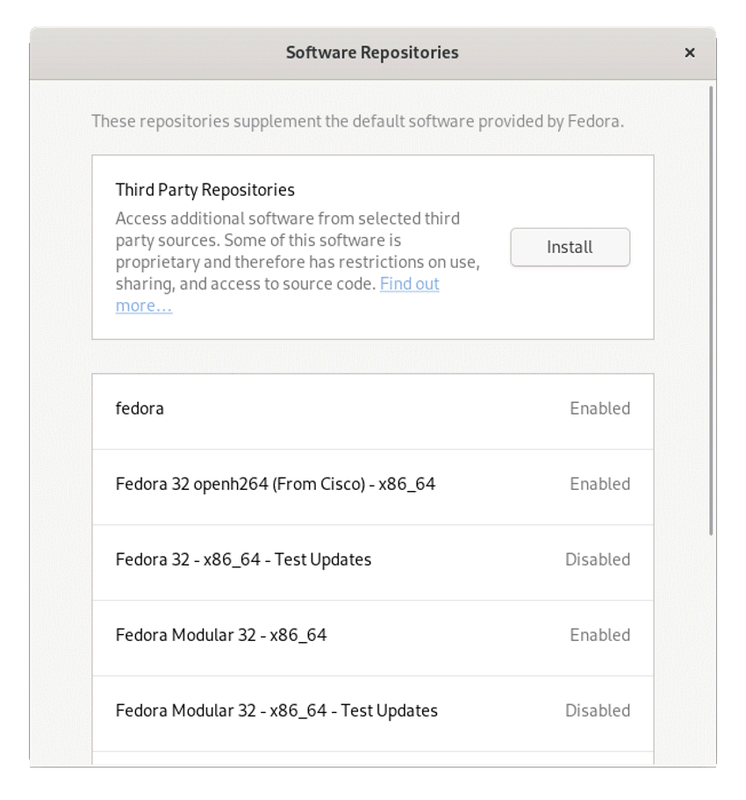 Software Repositories
These repositories supplement the default software provided by Fedora.
Third Party Repositories
Access additional software from selected third
party sources. Some of this software is
proprietary and therefore has restrictions on use,
sharing, and access to source code. Find out
more...
Install
fedora Enabled
Fedora 32 openh264 (From Cisco) - x86_64 Enabled
Fedora 32 - x86_64 - Test Updates Disabled
Fedora Modular 32 - x86_64 Enabled
Fedora Modular 32 - x86_64 - Test Updates Disabled